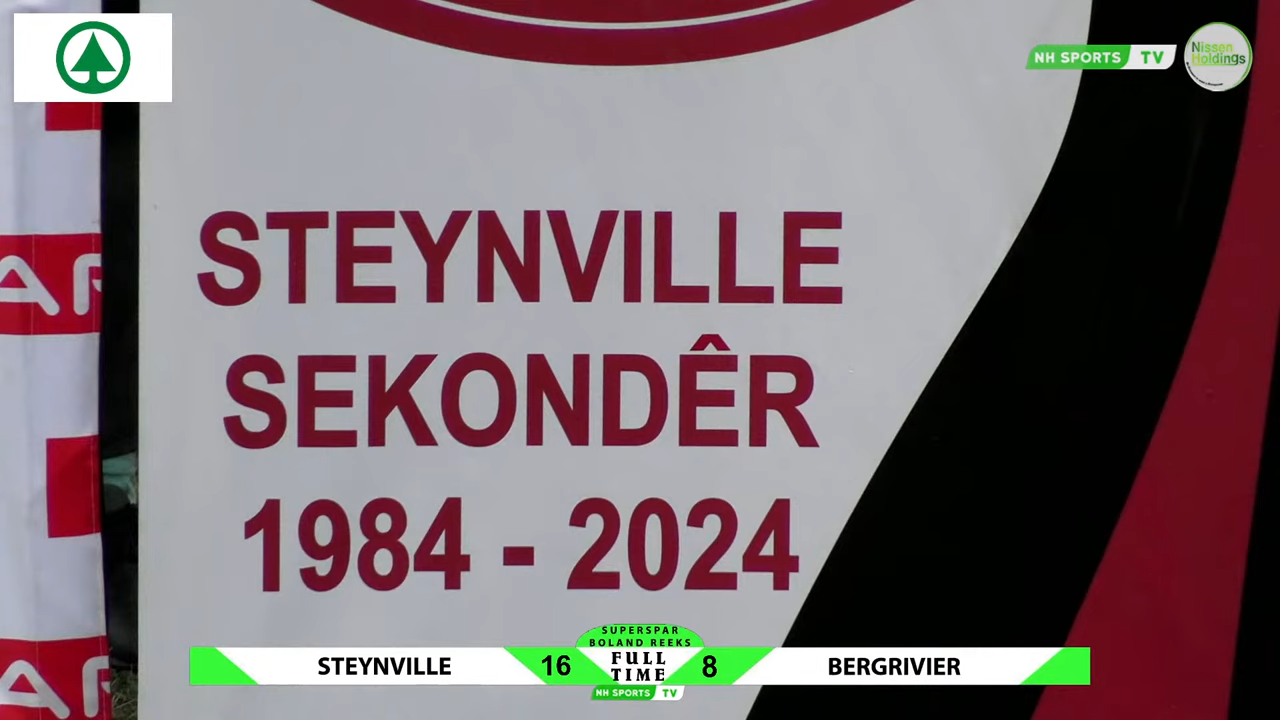 NH SPORTS TV
Nissen
Holdings
STEYNVILLE
SEKONDÊR
1984 - 2024
SUPERSPAR
BOLAND REEKS
STEYNVILLE 16 FULL TIME 8 BERGRIVIER
NH SPORTS TV